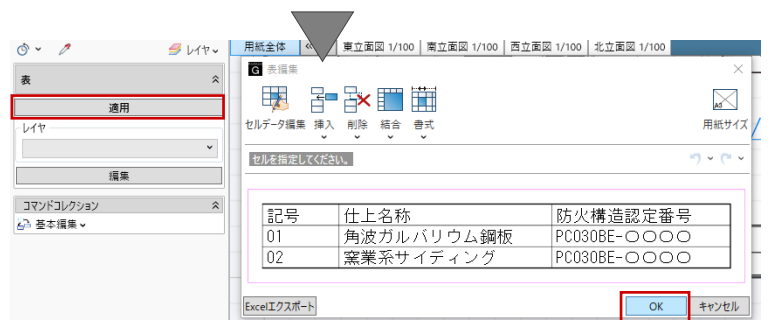 レイヤ
用紙全体
東立面図 1/100
南立面図 1/100
西立面図 1/100
北立面図 1/100
表
適用
レイヤ
編集
コマンドコレクション
基本編集
G 表編集
セルデータ編集
挿入
削除
結合
書式
A3
用紙サイズ
セルを指定してください。
記号 仕上名称 防火構造認定番号
01 角波ガルバリウム鋼板 PC030BE-〇〇〇〇
02 窯業系サイディング PC030BE-〇〇〇〇
Excelエクスポート
OK
キャンセル